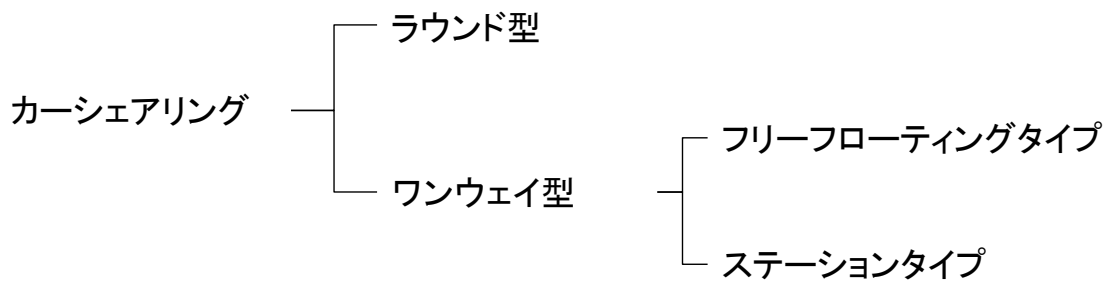 ラウンド型
カーシェアリング
フリーフローティングタイプ
ワンウェイ型
ステーションタイプ